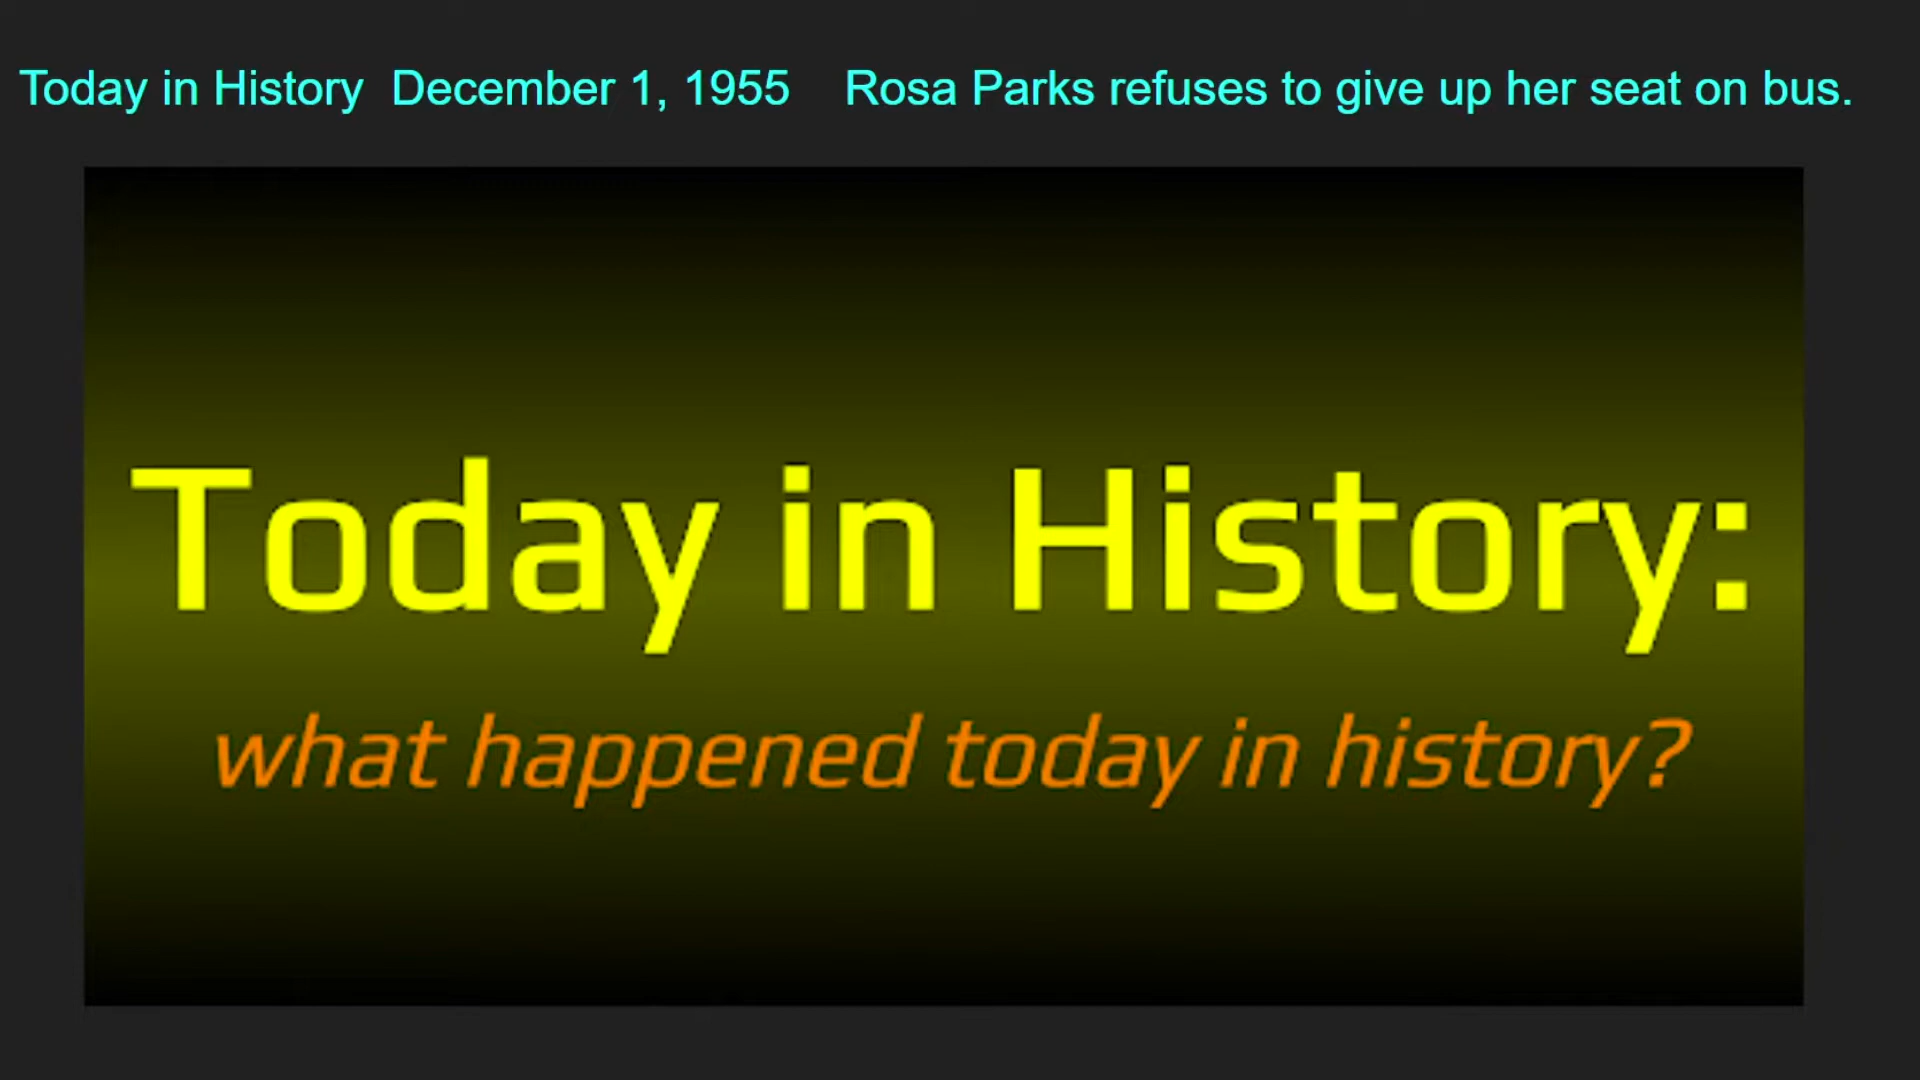 Today in History  December 1, 1955    Rosa Parks refuses to give up her seat on bus.
Today in History:
what happened today in history?